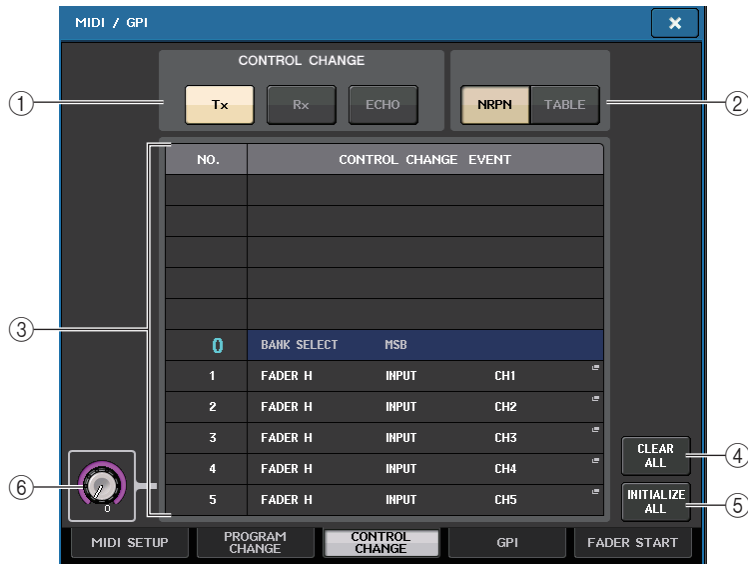 MIDI / GPI
×
CONTROL CHANGE
Tx Rx ECHO NRPN TABLE
① ②
NO. CONTROL CHANGE EVENT
③
0 BANK SELECT MSB
1 FADER H INPUT CH1
2 FADER H INPUT CH2
3 FADER H INPUT CH3
4 FADER H INPUT CH4
5 FADER H INPUT CH5
CLEAR
ALL
④
INITIALIZE
ALL
⑤
⑥
0
MIDI SETUP
PROGRAM
CHANGE
CONTROL
CHANGE
GPI
FADER START